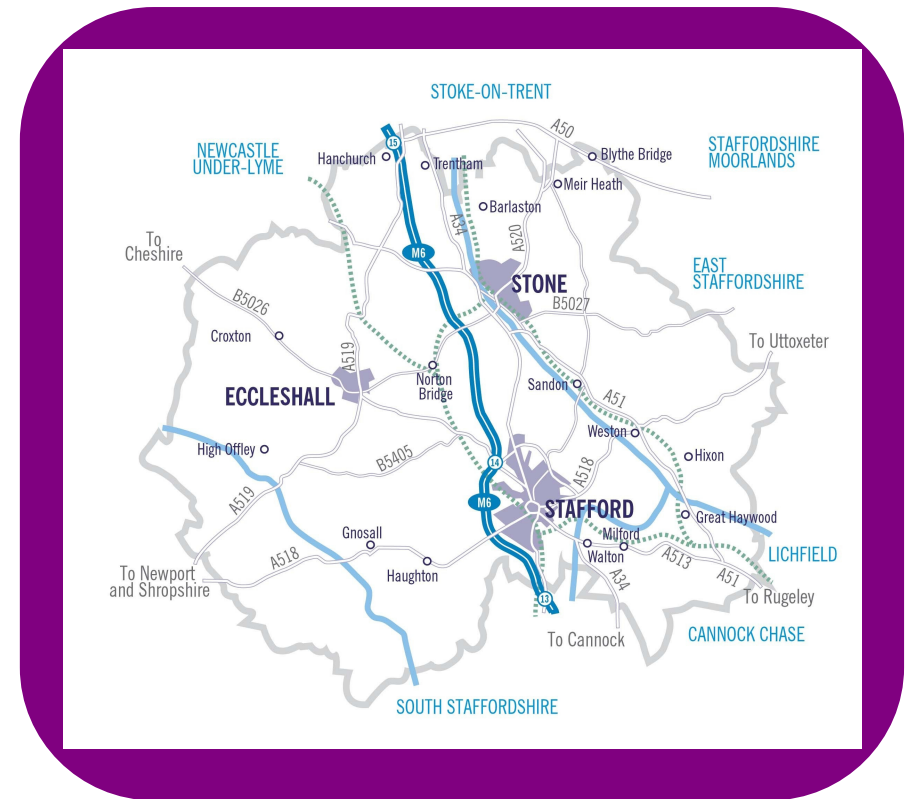 STOKE-ON-TRENT
A50
15
NEWCASTLE
UNDER-LYME
Hanchurch
Trentham
Blythe Bridge
STAFFORDSHIRE
MOORLANDS
Meir Heath
Barlaston
A34
A520
To
Cheshire
M6
EAST
STAFFORDSHIRE
STONE
B5026
B5027
Croxton
A519
To Uttoxeter
Norton
Bridge
Sandon
ECCLESHALL
A51
Weston
High Offley
B5405
14
A518
Hixon
A519
M6
STAFFORD
Great Haywood
Gnosall
Milford
Walton
A518
Haughton
A513
LICHFIELD
To Newport
and Shropshire
A34
A51
13
To Rugeley
To Cannock
CANNOCK CHASE
SOUTH STAFFORDSHIRE